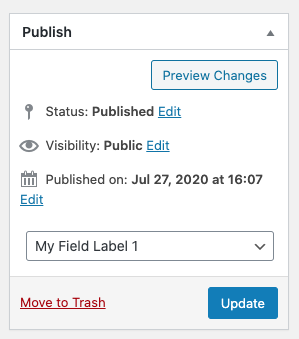 Publish
Preview Changes
Status: Published Edit
Visibility: Public Edit
Published on: Jul 27, 2020 at 16:07
Edit
My Field Label 1
Move to Trash Update